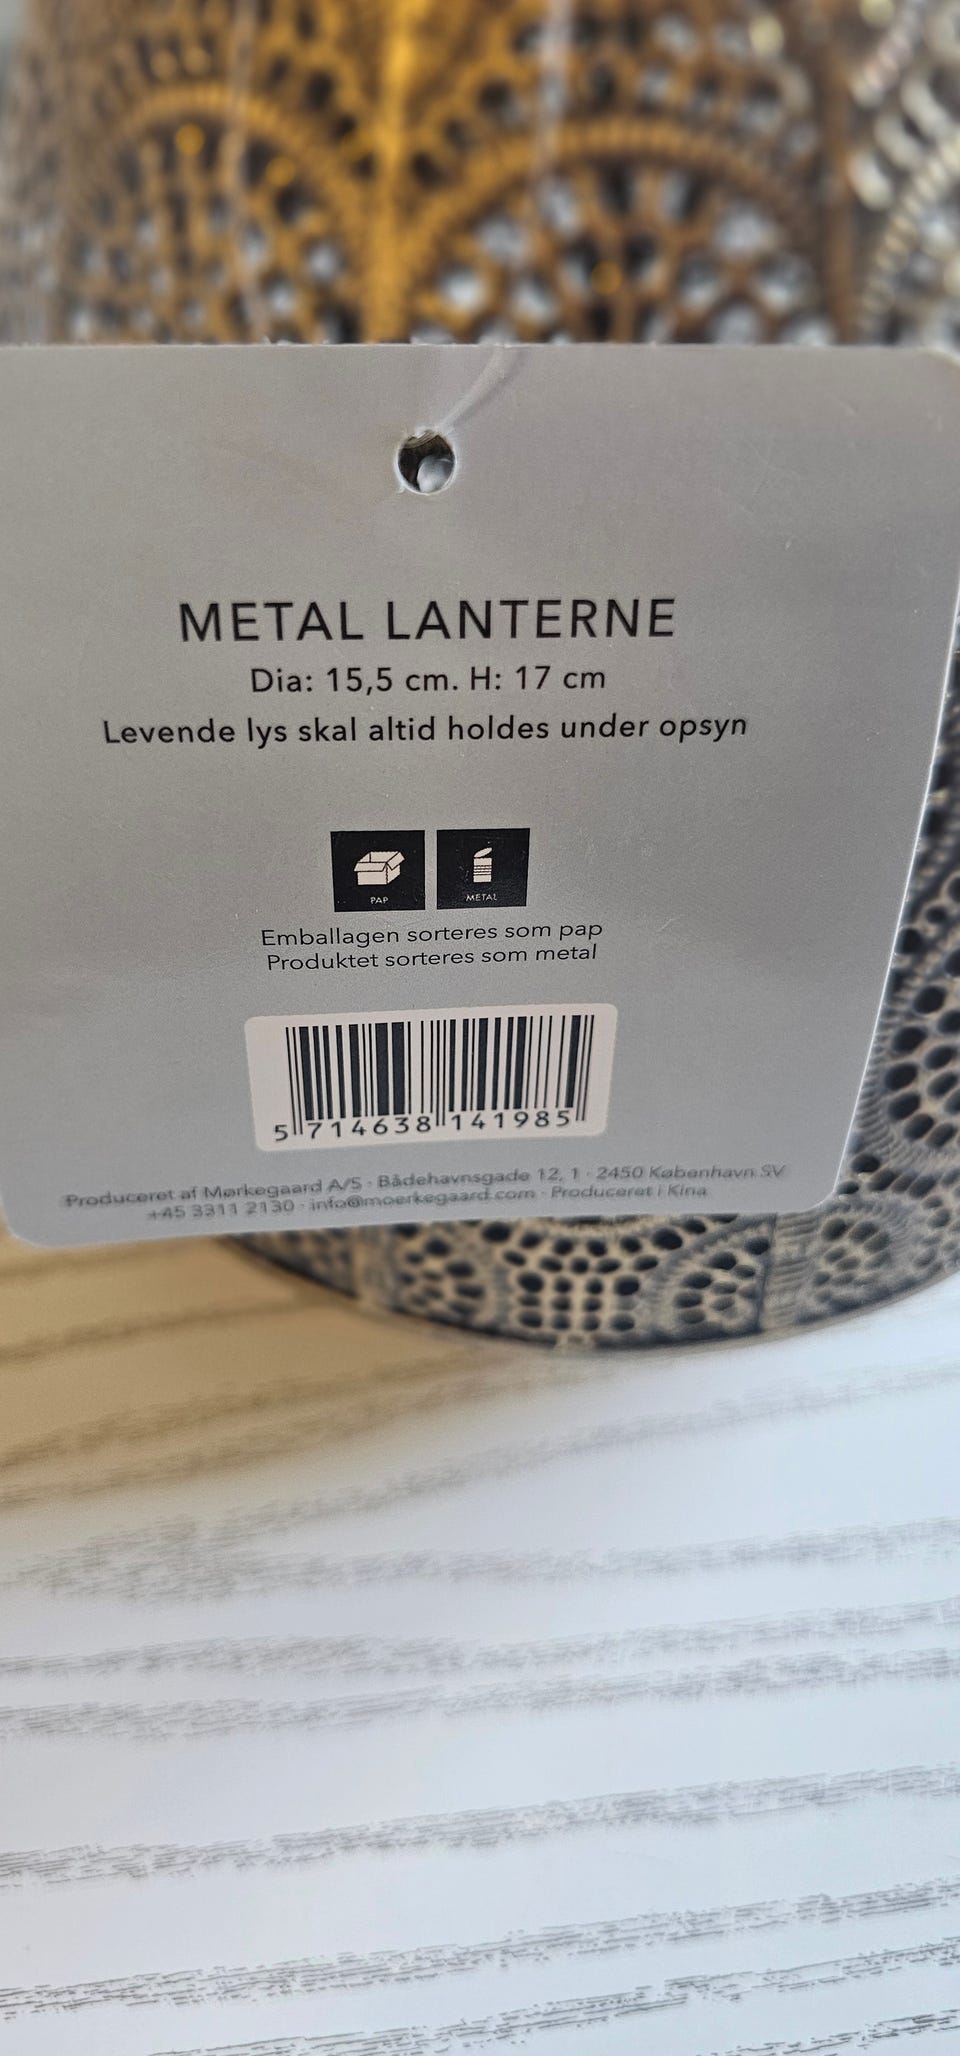 METAL LANTERNE
Dia: 15,5 cm. H: 17 cm
Levende lys skal altid holdes under opsyn
PAP METAL
Emballagen sorteres som pap
Produktet sorteres som metal
5 714638 141985
Produceret af Mørkegaard A/S · Bådehavnsgade 12, 1 · 2450 København SV
+45 3311 2130 · info@moerkegaard.com · Produceret i Kina